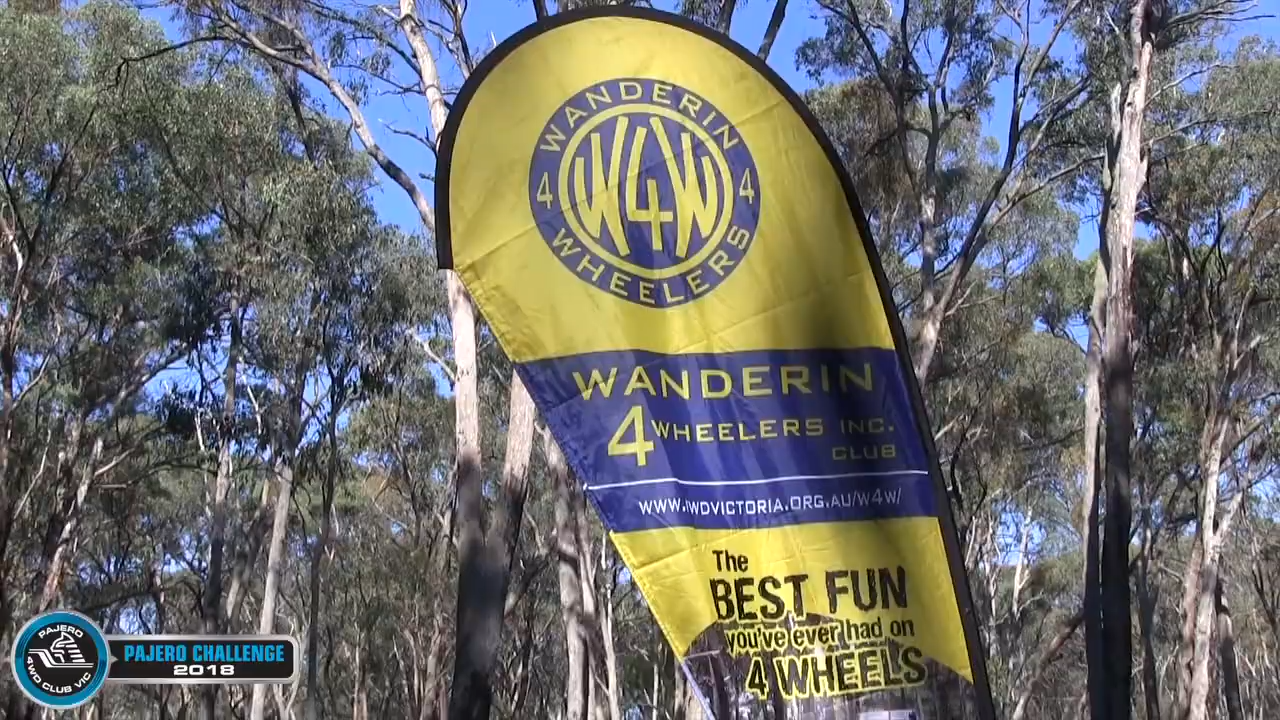 WANDERIN
4 W4W 4
WHEELERS
WANDERIN
4 WHEELERS INC.
CLUB
WWW.4WDVICTORIA.ORG.AU/W4W/
The
BEST FUN
you've ever had on
4 WHEELS
PAJERO
4WD CLUB VIC
PAJERO CHALLENGE
2018